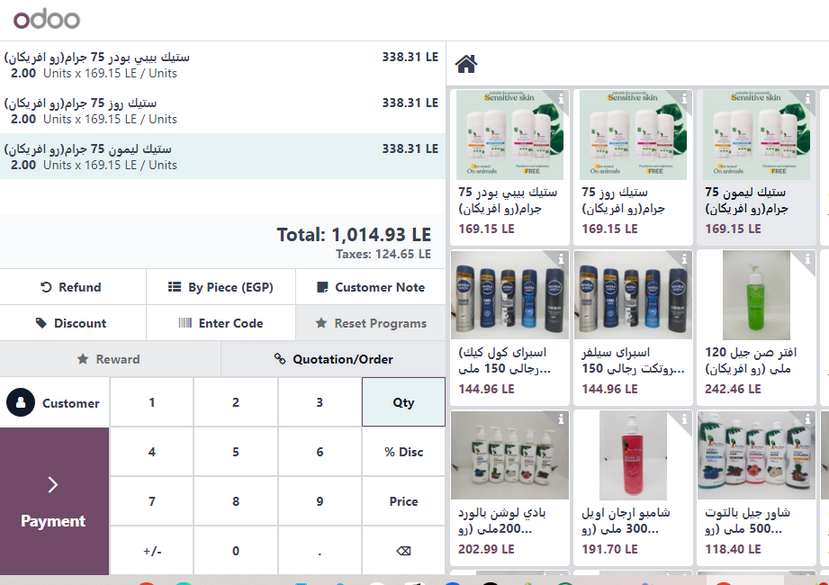 odoo
ستيك بيبي بودر 75 جرام(رو افريكان)
338.31 LE
2.00 Units x 169.15 LE / Units
ستيك روز 75 جرام(رو افريكان)
338.31 LE
2.00 Units x 169.15 LE / Units
ستيك ليمون 75 جرام(رو افريكان)
338.31 LE
2.00 Units x 169.15 LE / Units
Total: 1,014.93 LE
Taxes: 124.65 LE
Refund
By Piece (EGP)
Customer Note
Discount
Enter Code
Reset Programs
Reward
Quotation/Order
Customer
1
2
3
Qty
4
5
6
% Disc
7
8
9
Price
+/-
0
.
Payment
Sensitive skin
On animals
FREE
ستيك بيبي بودر 75
جرام(رو افريكان)
169.15 LE
Sensitive skin
On animals
FREE
ستيك روز 75
جرام(رو افريكان)
169.15 LE
Sensitive skin
On animals
FREE
ستيك ليمون 75
جرام(رو افريكان)
169.15 LE
اسبراى كول كيك)
رجالى 150 ملى...
144.96 LE
اسبراى سيلفر
روتكت رجالى 150...
144.96 LE
افتر صن جيل 120
ملى (رو افريكان)
242.46 LE
بادي لوشن بالورد
200ملى (رو...
202.99 LE
شامبو ارجان اويل
300 ملى (رو...
191.70 LE
شاور جيل بالتوت
500 ملى (رو...
118.40 LE